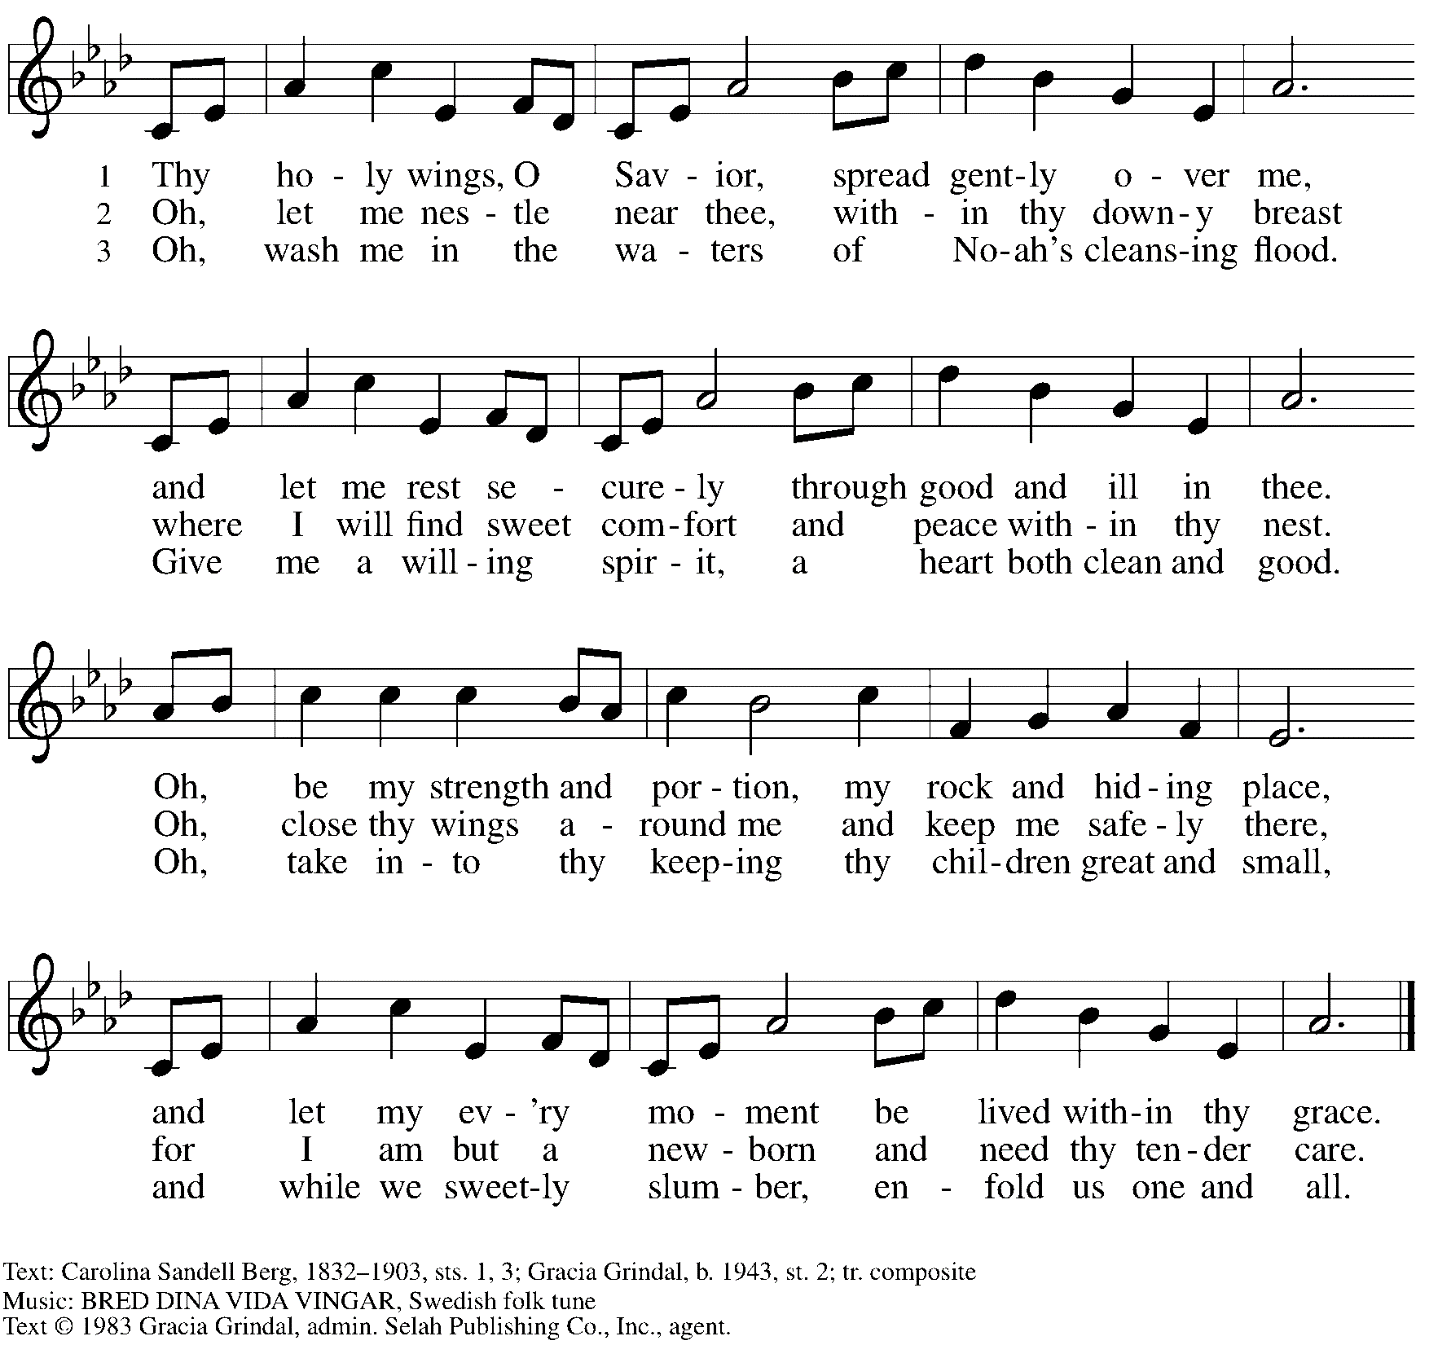 1 Thy ho - ly wings, O Sav - ior, spread gent-ly o - ver me,
2 Oh, let me nes - tle near thee, with - in thy down-y breast
3 Oh, wash me in the wa - ters of No-ah's cleans-ing flood.
and let me rest se - cure - ly through good and ill in thee.
where I will find sweet com-fort and peace with - in thy nest.
Give me a will - ing spir - it, a heart both clean and good.
Oh, be my strength and por - tion, my rock and hid - ing place,
Oh, close thy wings a - round me and keep me safe - ly there,
Oh, take in - to thy keep-ing thy chil-dren great and small,
and let my ev - 'ry mo - ment be lived with-in thy grace.
for I am but a new - born and need thy ten - der care.
and while we sweet-ly slum - ber, en - fold us one and all.
Text: Carolina Sandell Berg, 1832–1903, sts. 1, 3; Gracia Grindal, b. 1943, st. 2; tr. composite
Music: BRED DINA VIDA VINGAR, Swedish folk tune
Text © 1983 Gracia Grindal, admin. Selah Publishing Co., Inc., agent.